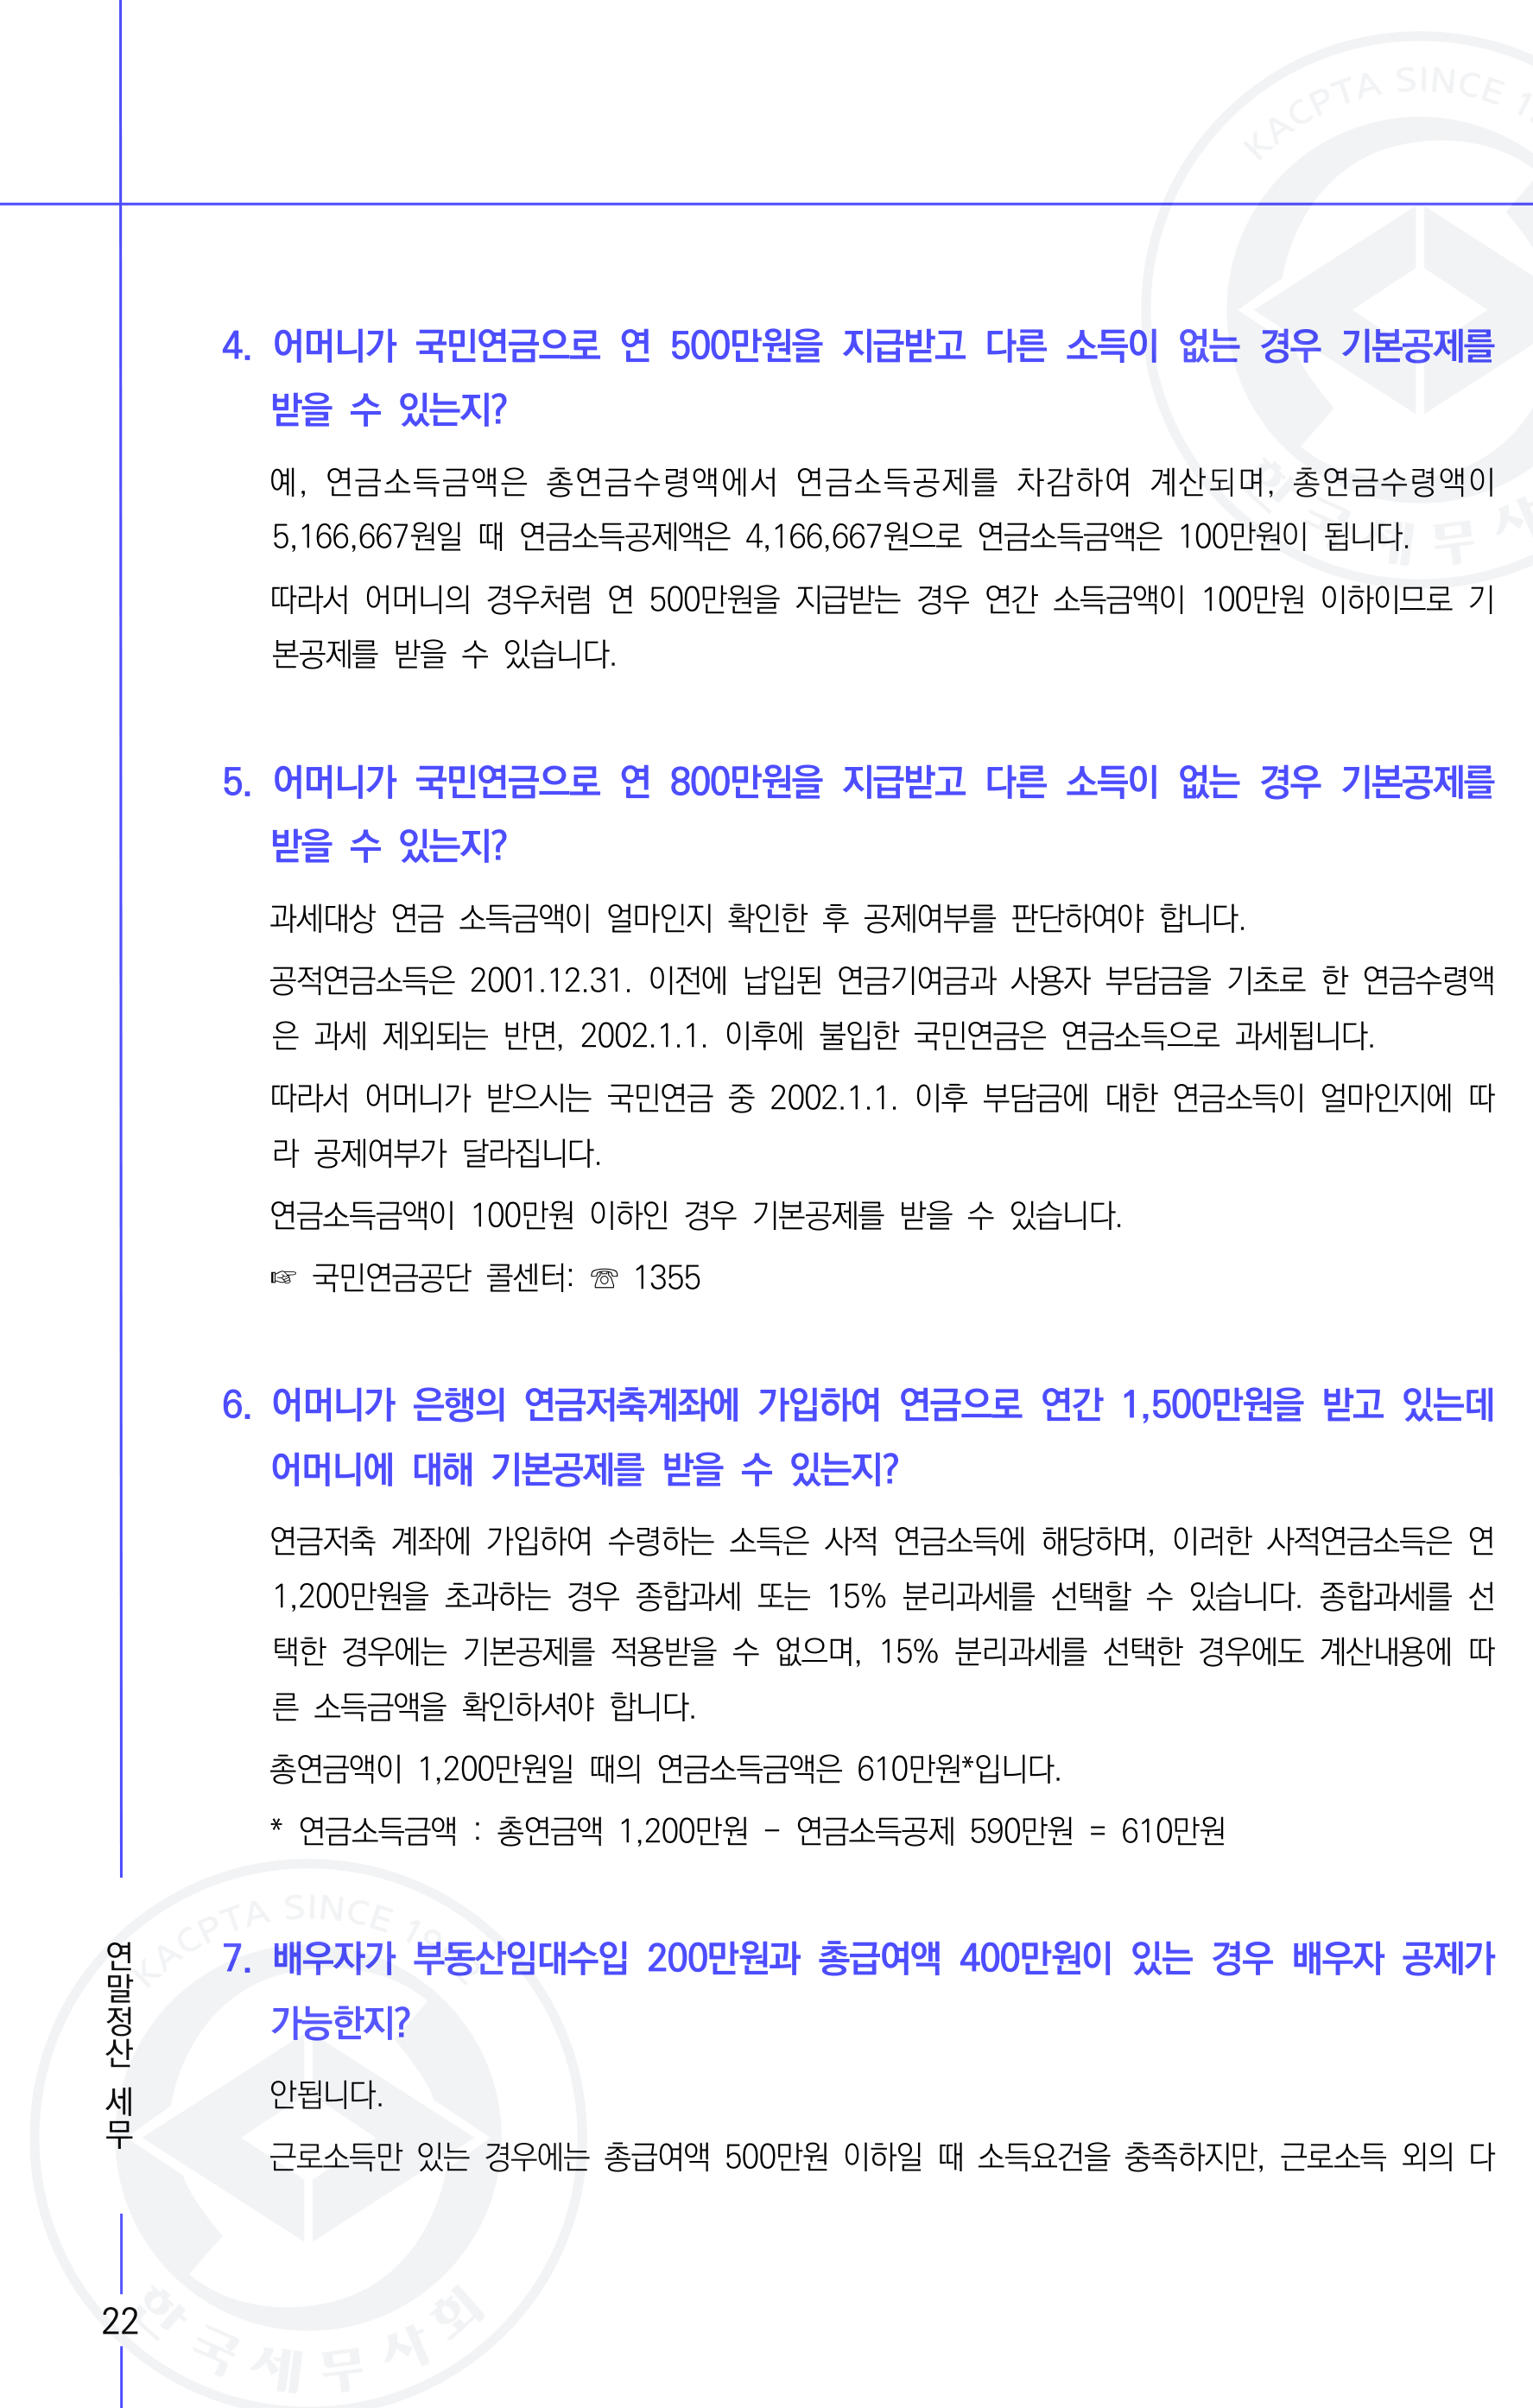 KACPTA SINCE 1
한국세무사
4. 어머니가 국민연금으로 연 500만원을 지급받고 다른 소득이 없는 경우 기본공제를
받을 수 있는지?
예, 연금소득금액은 총연금수령액에서 연금소득공제를 차감하여 계산되며, 총연금수령액이
5,166,667원일 때 연금소득공제액은 4,166,667원으로 연금소득금액은 100만원이 됩니다.
따라서 어머니의 경우처럼 연 500만원을 지급받는 경우 연간 소득금액이 100만원 이하이므로 기
본공제를 받을 수 있습니다.
5. 어머니가 국민연금으로 연 800만원을 지급받고 다른 소득이 없는 경우 기본공제를
받을 수 있는지?
과세대상 연금 소득금액이 얼마인지 확인한 후 공제여부를 판단하여야 합니다.
공적연금소득은 2001.12.31. 이전에 납입된 연금기여금과 사용자 부담금을 기초로 한 연금수령액
은 과세 제외되는 반면, 2002.1.1. 이후에 불입한 국민연금은 연금소득으로 과세됩니다.
따라서 어머니가 받으시는 국민연금 중 2002.1.1. 이후 부담금에 대한 연금소득이 얼마인지에 따
라 공제여부가 달라집니다.
연금소득금액이 100만원 이하인 경우 기본공제를 받을 수 있습니다.
☞ 국민연금공단 콜센터: ☏ 1355
6. 어머니가 은행의 연금저축계좌에 가입하여 연금으로 연간 1,500만원을 받고 있는데
어머니에 대해 기본공제를 받을 수 있는지?
연금저축 계좌에 가입하여 수령하는 소득은 사적 연금소득에 해당하며, 이러한 사적연금소득은 연
1,200만원을 초과하는 경우 종합과세 또는 15% 분리과세를 선택할 수 있습니다. 종합과세를 선
택한 경우에는 기본공제를 적용받을 수 없으며, 15% 분리과세를 선택한 경우에도 계산내용에 따
른 소득금액을 확인하셔야 합니다.
총연금액이 1,200만원일 때의 연금소득금액은 610만원*입니다.
* 연금소득금액 : 총연금액 1,200만원 - 연금소득공제 590만원 = 610만원
7. 배우자가 부동산임대수입 200만원과 총급여액 400만원이 있는 경우 배우자 공제가
가능한지?
안됩니다.
근로소득만 있는 경우에는 총급여액 500만원 이하일 때 소득요건을 충족하지만, 근로소득 외의 다
연말정산 세무
22
KACPTA SINCE 19
한국세무사회